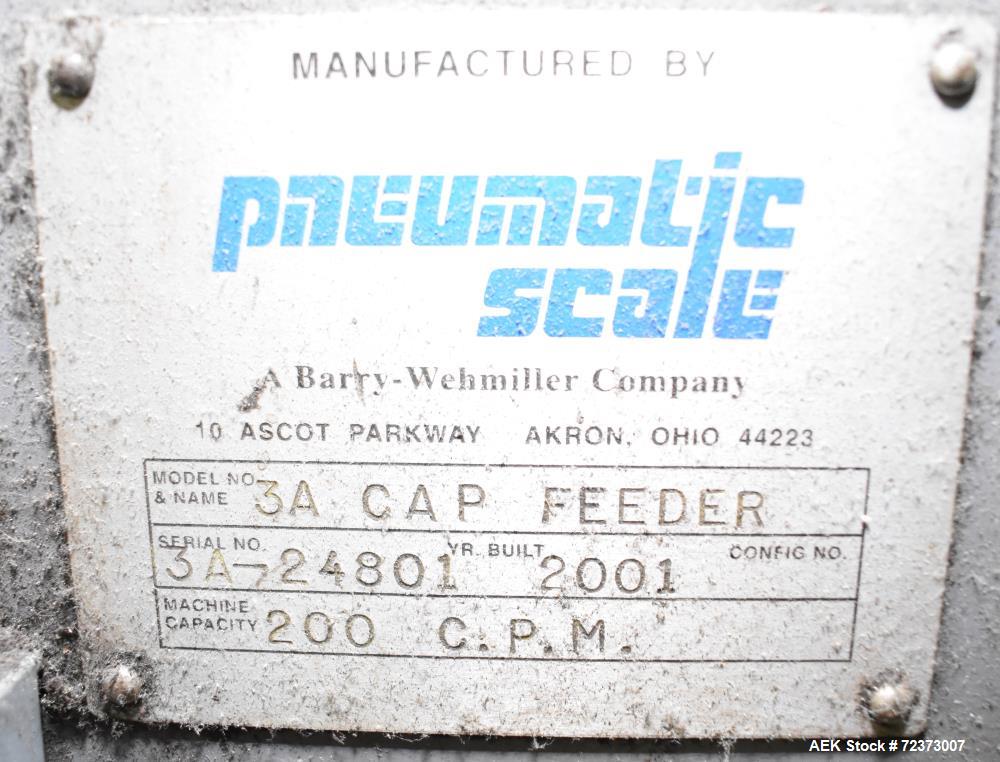 MANUFACTURED BY
pneumatic
scale
A Barry-Wehmiller Company
10 ASCOT PARKWAY AKRON, OHIO 44223
MODEL NO.
& NAME 3A CAP FEEDER
SERIAL NO. YR. BUILT CONFIG NO.
3A-24801 2001
MACHINE
CAPACITY 200 C.P.M.
AEK Stock # 72373007